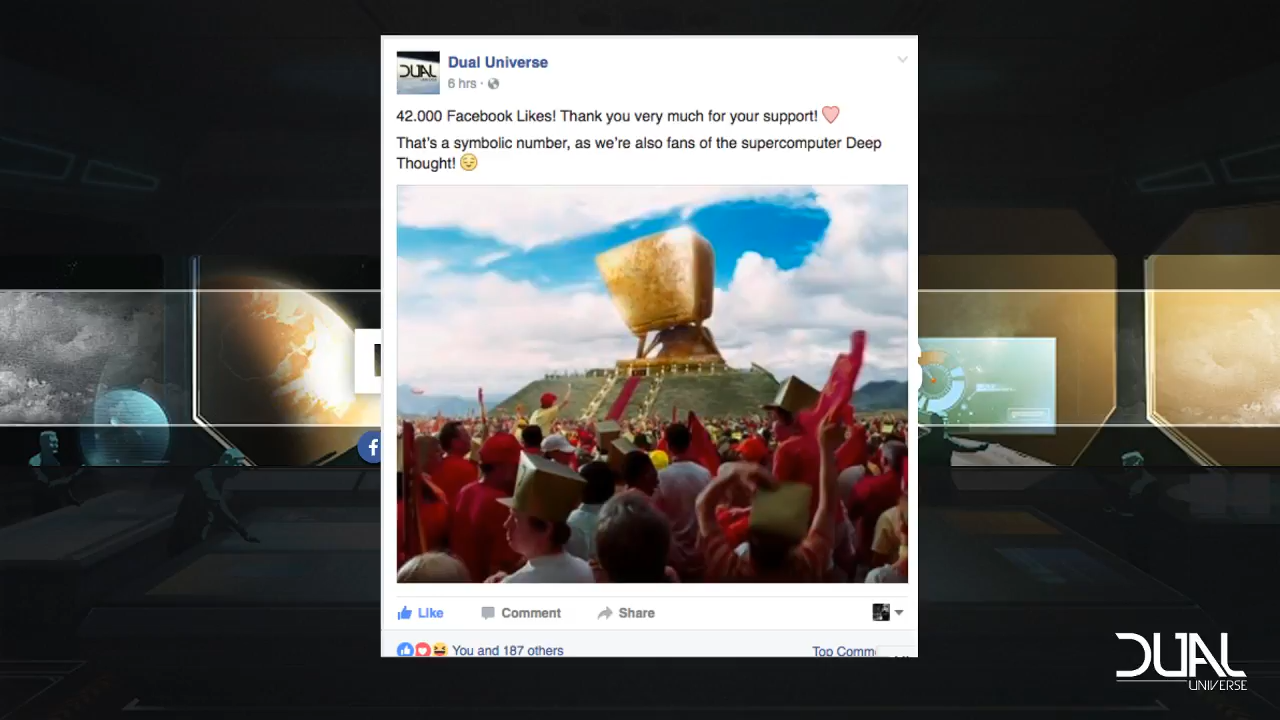 Dual Universe
6 hrs ·
42.000 Facebook Likes! Thank you very much for your support!
That's a symbolic number, as we're also fans of the supercomputer Deep
Thought!
Like Comment Share
You and 187 others
DUAL
UNIVERSE